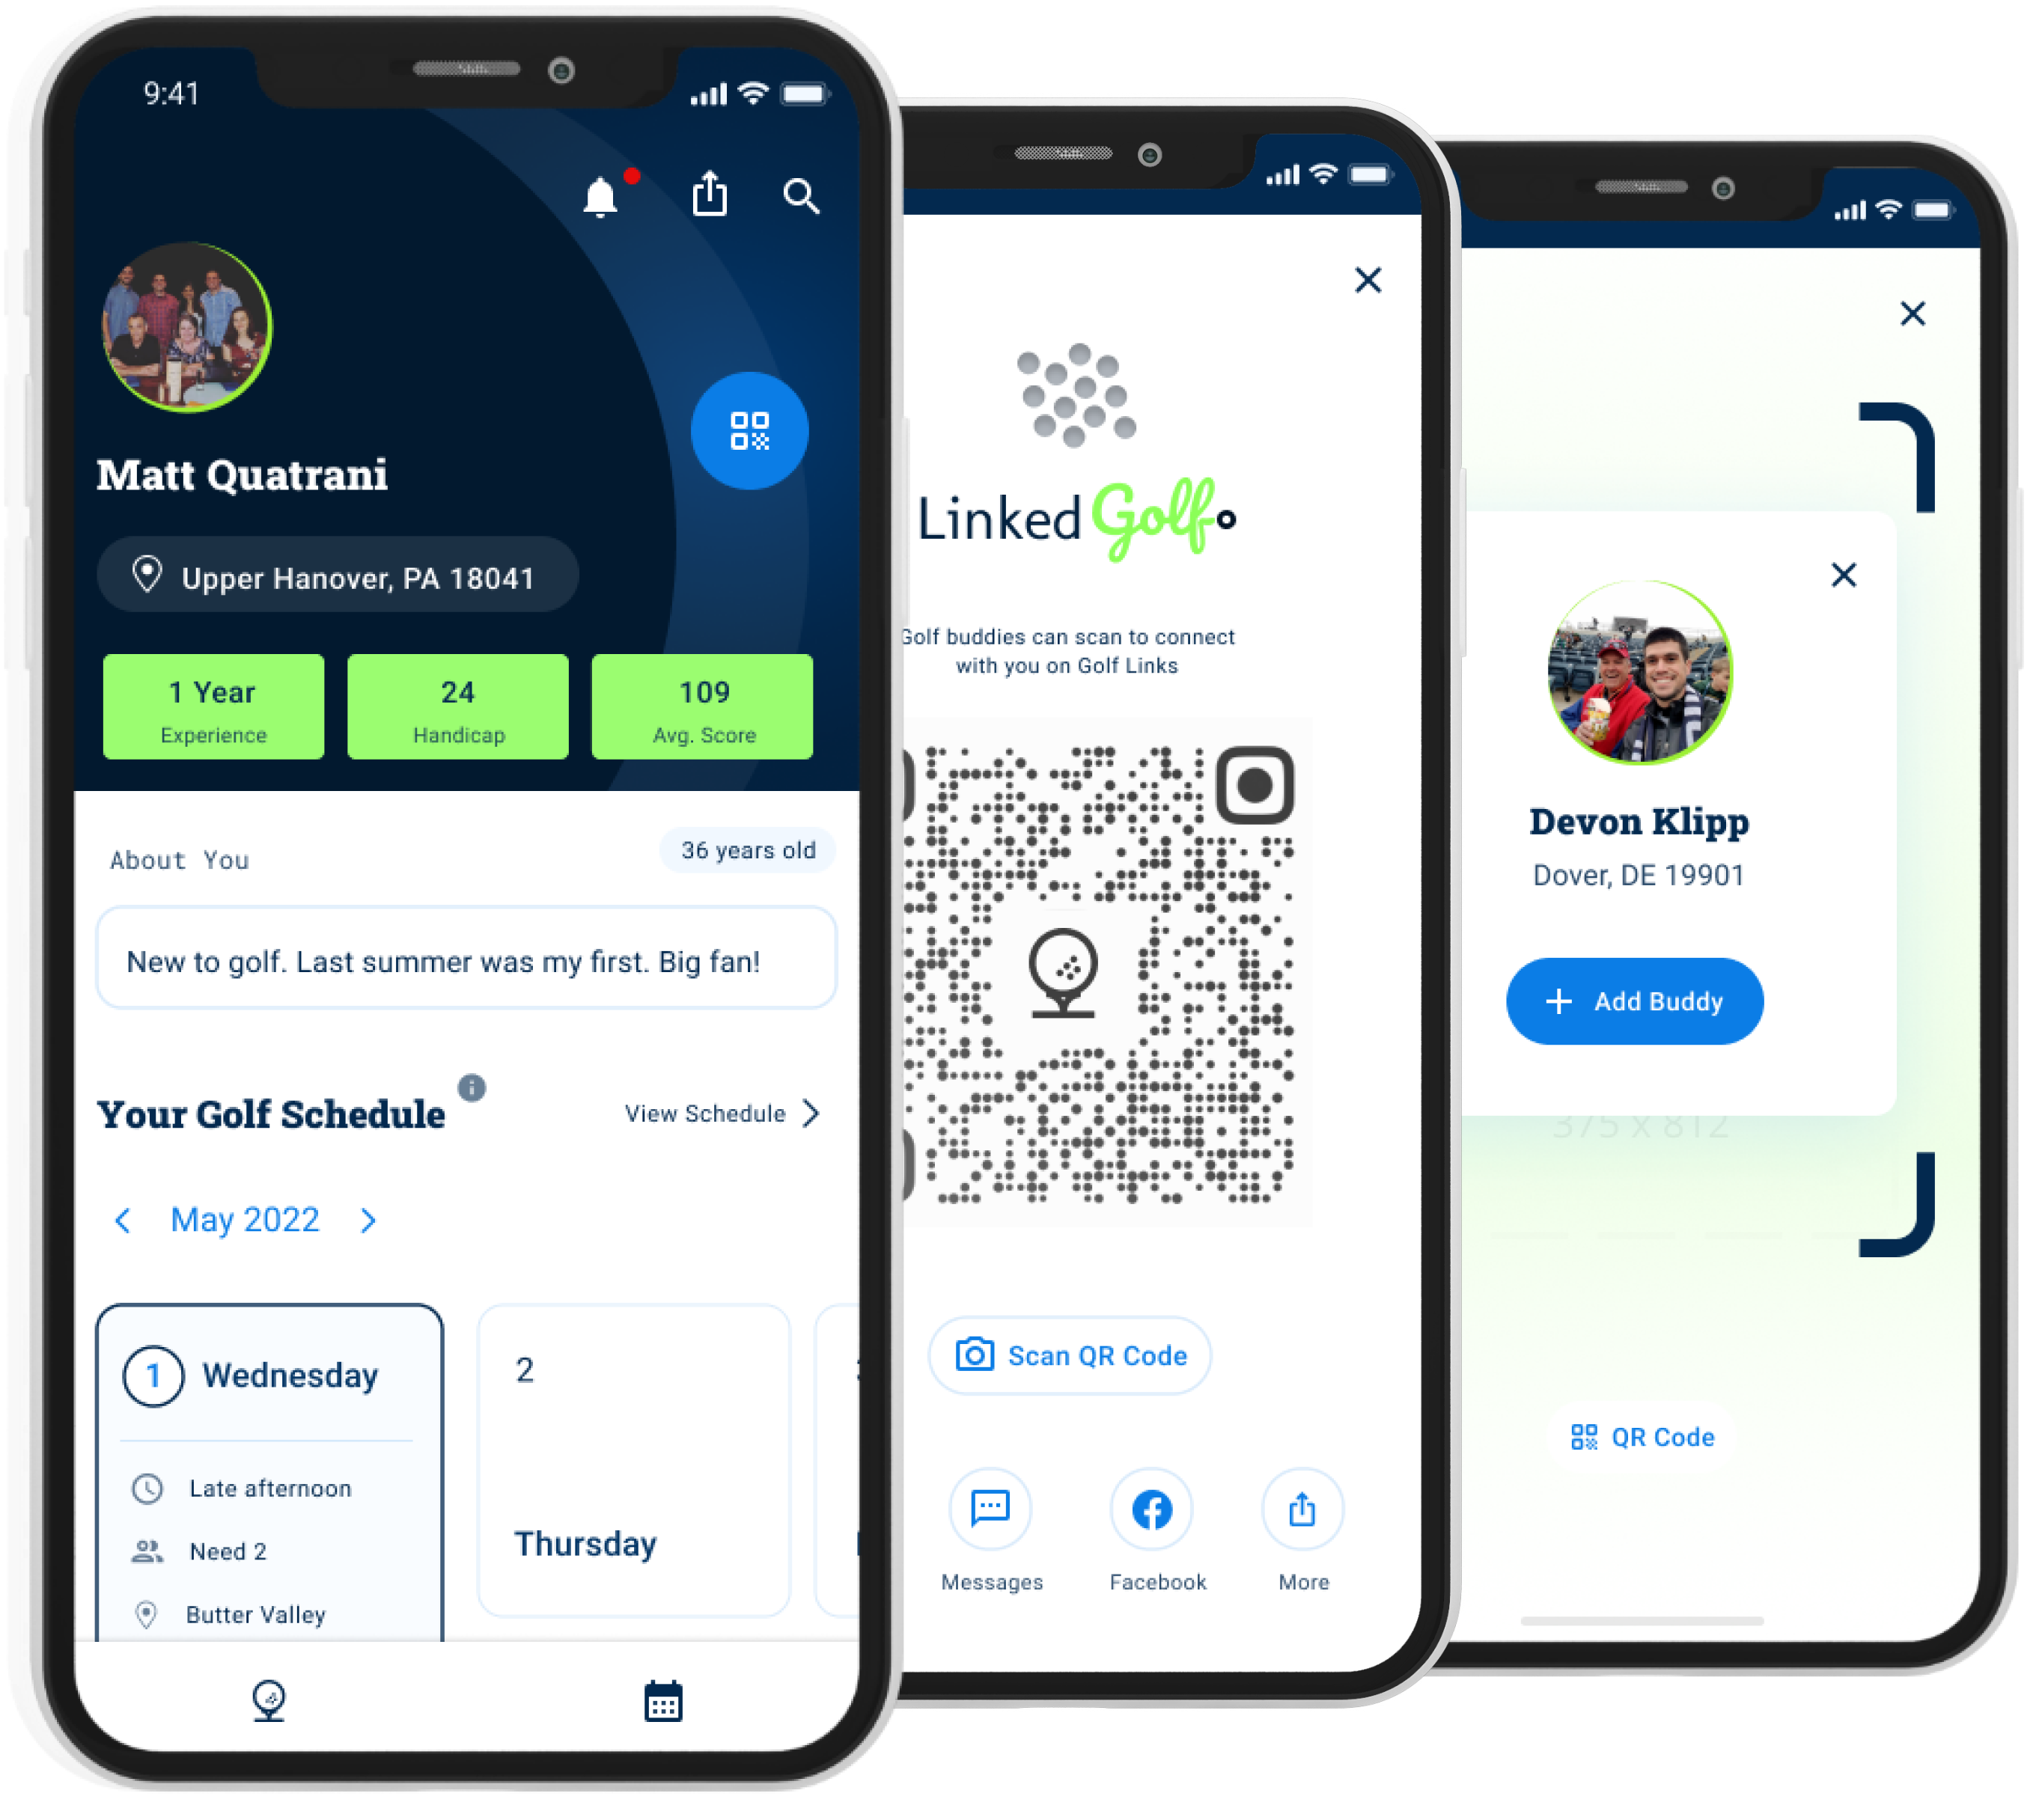 9:41
Matt Quatrani
Upper Hanover, PA 18041
1 Year
Experience
24
Handicap
109
Avg. Score
About You
36 years old
New to golf. Last summer was my first. Big fan!
Your Golf Schedule
View Schedule
May 2022
1 Wednesday
Late afternoon
Need 2
Butter Valley
2
Thursday
Linked Golf
Golf buddies can scan to connect
with you on Golf Links
Scan QR Code
Messages
Facebook
More
Devon Klipp
Dover, DE 19901
+ Add Buddy
375 x 812
QR Code